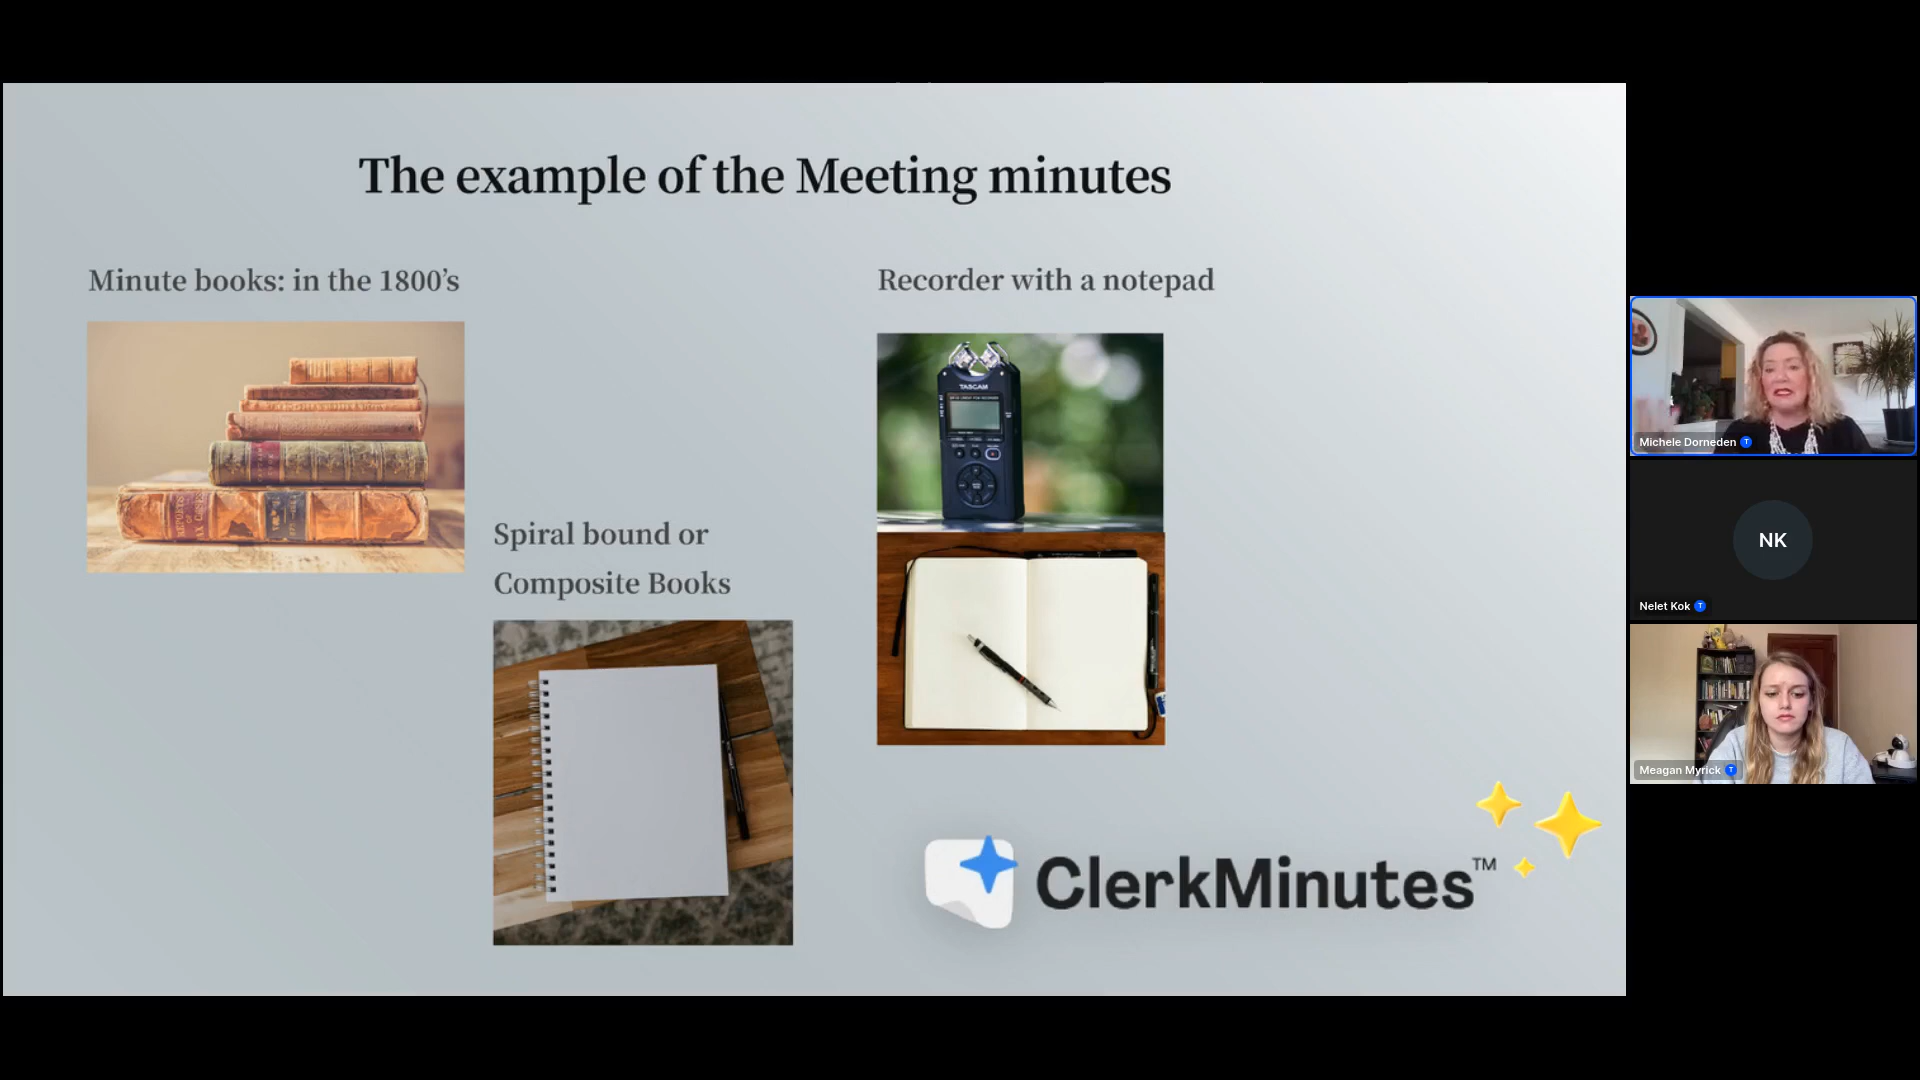 The example of the Meeting minutes
Minute books: in the 1800's
Recorder with a notepad
TASCAM
Spiral bound or
Composite Books
ClerkMinutes™
Michele Dorneden
T
NK
Nelet Kok
T
Meagan Myrick
T